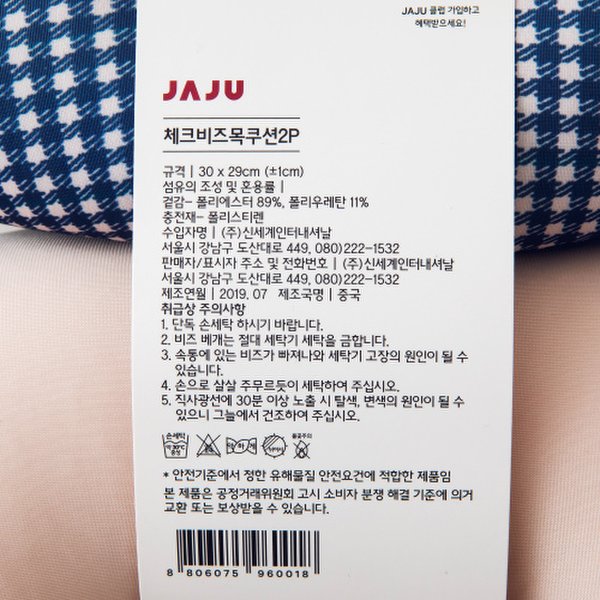 JAJU 클럽 가입하고
혜택받으세요!
JAJU
체크비즈목쿠션2P
규격 | 30 x 29cm (±1cm)
섬유의 조성 및 혼용률 |
겉감- 폴리에스터 89%, 폴리우레탄 11%
충전재- 폴리스티렌
수입자명 | (주)신세계인터내셔날
서울시 강남구 도산대로 449, 080)222-1532
판매자/표시자 주소 및 전화번호 | (주)신세계인터내셔날
서울시 강남구 도산대로 449, 080)222-1532
제조연월 | 2019. 07 제조국명 | 중국
취급상 주의사항
1. 단독 손세탁 하시기 바랍니다.
2. 비즈 베개는 절대 세탁기 세탁을 금합니다.
3. 속통에 있는 비즈가 빠져나와 세탁기 고장의 원인이 될 수
있습니다.
4. 손으로 살살 주무르듯이 세탁하여 주십시오.
5. 직사광선에 30분 이상 노출 시 탈색, 변색의 원인이 될 수
있으니 그늘에서 건조하여 주십시오.
손세탁
약 30℃
중성
약하게
불꽃주의
* 안전기준에서 정한 유해물질 안전요건에 적합한 제품임
본 제품은 공정거래위원회 고시 소비자 분쟁 해결 기준에 의거
교환 또는 보상받을 수 있습니다.
8 806075 960018